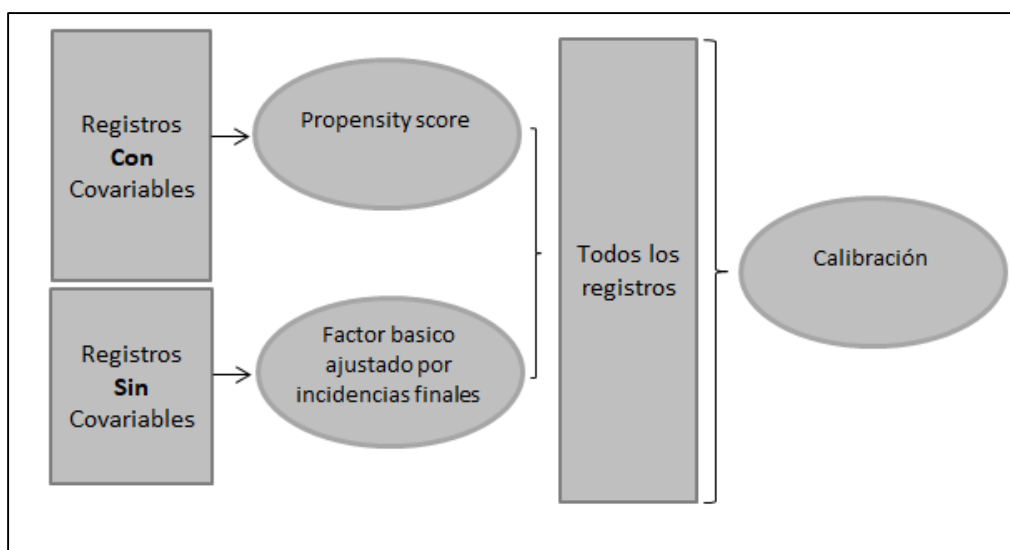 Registros
Con
Covariables
Propensity score
Registros
Sin
Covariables
Factor basico
ajustado por
incidencias finales
Todos los
registros
Calibración